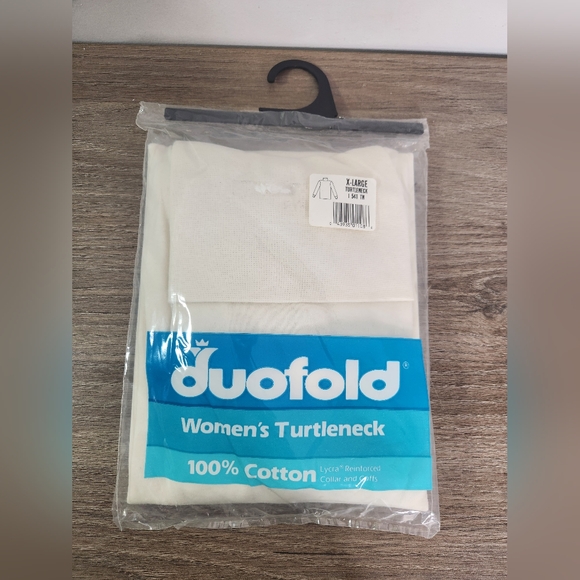 X-LARGE
TURTLENECK
duofold®
Women's Turtleneck
100% Cotton
Lycra® Reinforced
Collar and Cuffs